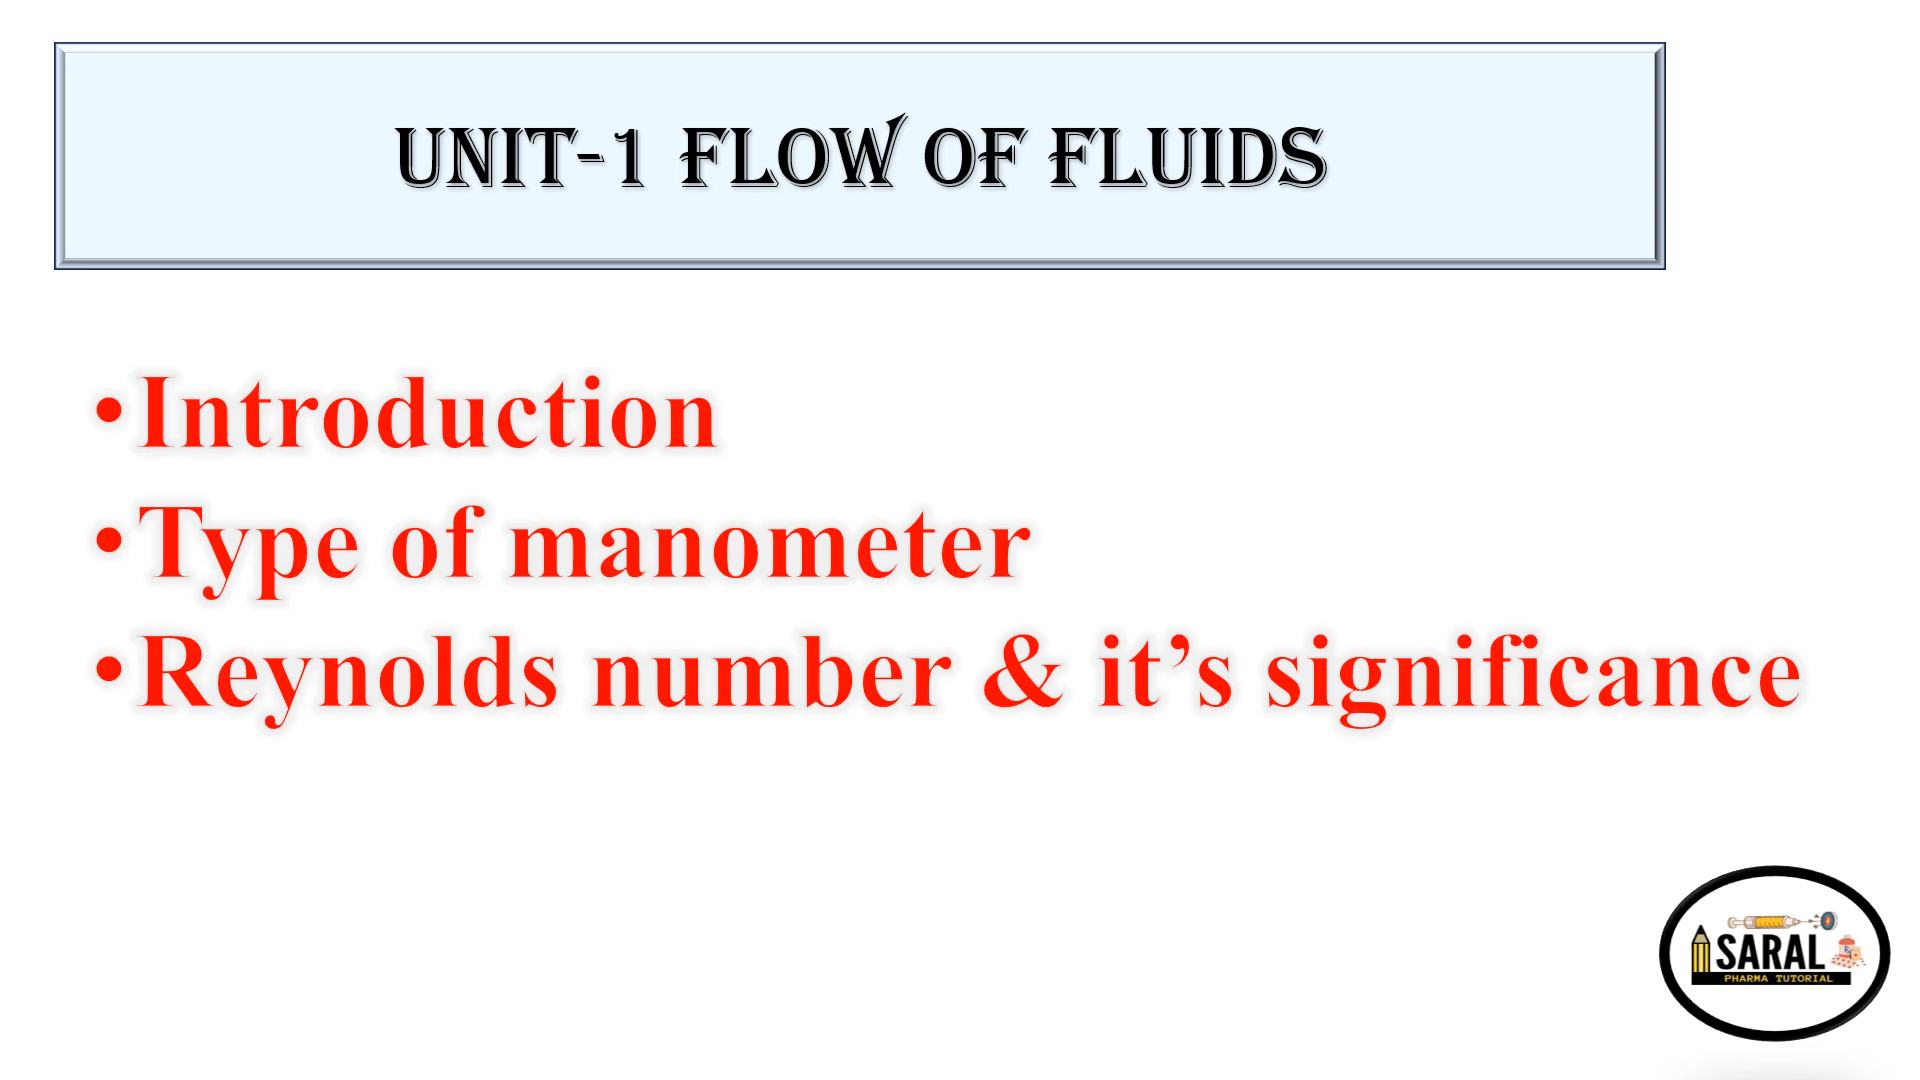 UNIT-1 FLOW OF FLUIDS
•Introduction
•Type of manometer
•Reynolds number & it’s significance
SARAL
PHARMA TUTORIAL